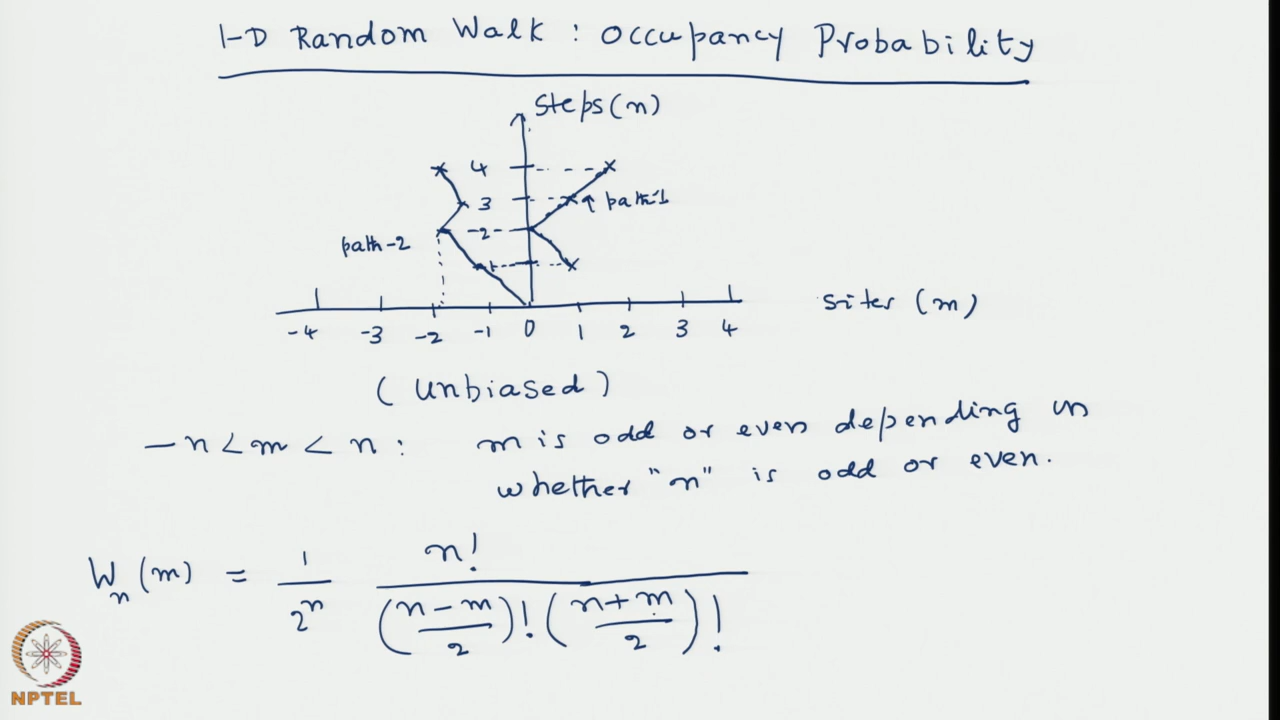 1-D Random Walk : Occupancy Probability
Steps(n)
4
3
path-1
-2-
path-2
1
-4 -3 -2 -1 0 1 2 3 4
Sites (m)
(Unbiased)
-n < m < n : m is odd or even depending on
whether "n" is odd or even.
W_n (m) = 1/2^n n! / ((n-m)/2)! ((n+m)/2)!
NPTEL